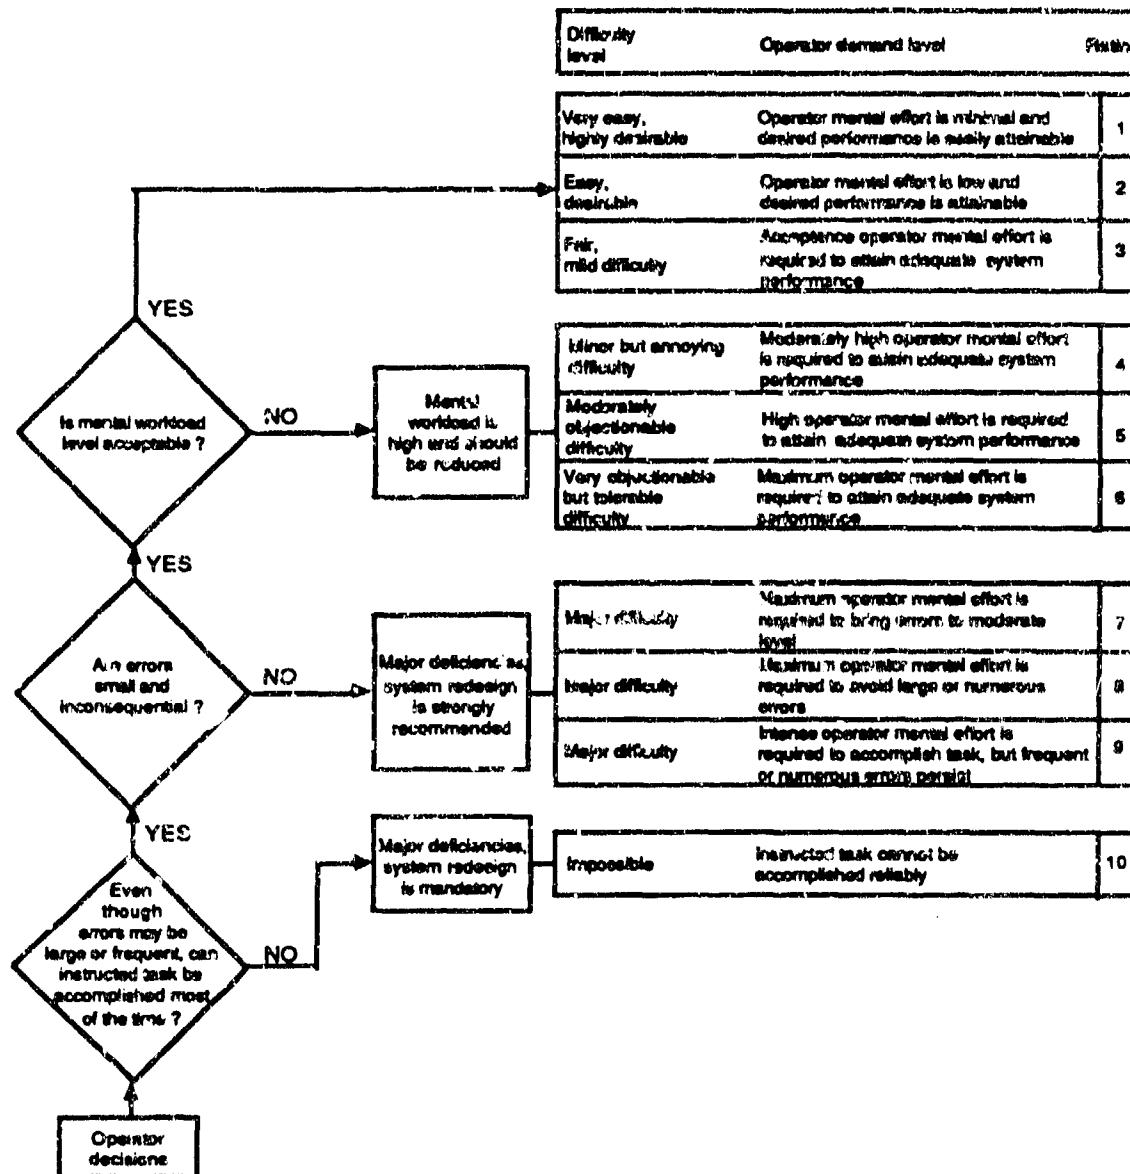 Difficulty
level
Operator demand level
Very easy,
highly desirable
Operator mental effort is minimal and
desired performance is easily attainable
1
Easy,
desirable
Operator mental effort is low and
desired performance is attainable
2
Fair,
mild difficulty
Acceptance operator mental effort is
required to attain adequate system
performance
3
YES
Minor but annoying
difficulty
Moderately high operator mental effort
is required to attain adequate system
performance
4
Is mental workload
level acceptable ?
NO
Mental
workload is
high and should
be reduced
Moderately
objectionable
difficulty
High operator mental effort is required
to attain adequate system performance
5
Very objectionable
but tolerable
difficulty
Maximum operator mental effort is
required to attain adequate system
performance
6
YES
Major difficulty
Maximum operator mental effort is
required to bring errors to moderate
level
7
Are errors
small and
inconsequential ?
NO
Major deficiencies,
system redesign
is strongly
recommended
Major difficulty
Maximum operator mental effort is
required to avoid large or numerous
errors
8
Major difficulty
Intense operator mental effort is
required to accomplish task, but frequent
or numerous errors persist
9
YES
Major deficiencies,
system redesign
is mandatory
Impossible
Instructed task cannot be
accomplished reliably
10
Even
though
errors may be
large or frequent, can
instructed task be
accomplished most
of the time ?
NO
Operator
decisions